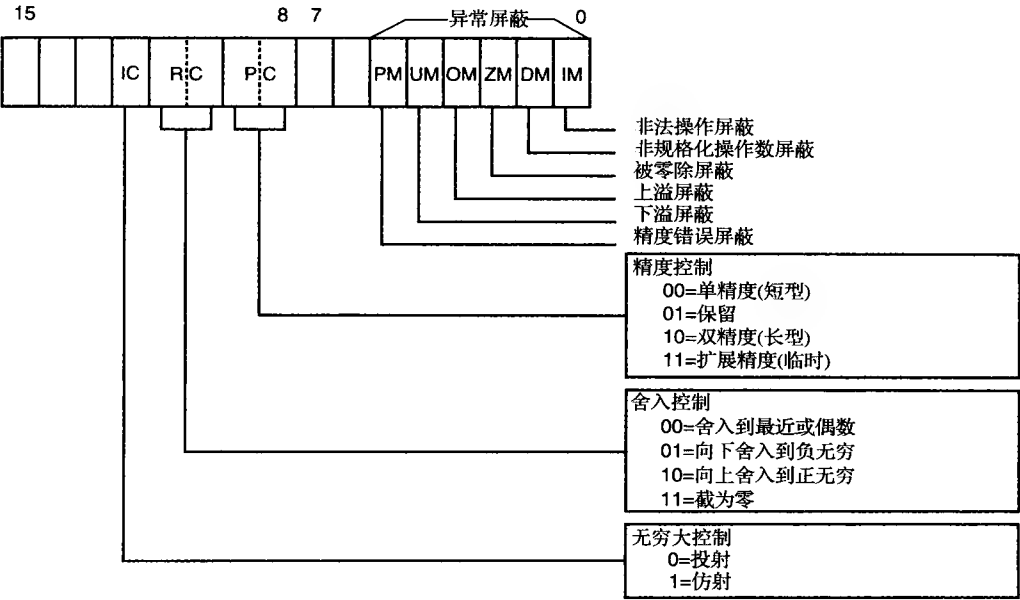 15 8 7 异常屏蔽 0
IC RC PC PM UM OM ZM DM IM
非法操作屏蔽
非规格化操作数屏蔽
被零除屏蔽
上溢屏蔽
下溢屏蔽
精度错误屏蔽
精度控制
00=单精度(短型)
01=保留
10=双精度(长型)
11=扩展精度(临时)
舍入控制
00=舍入到最近或偶数
01=向下舍入到负无穷
10=向上舍入到正无穷
11=截为零
无穷大控制
0=投射
1=仿射